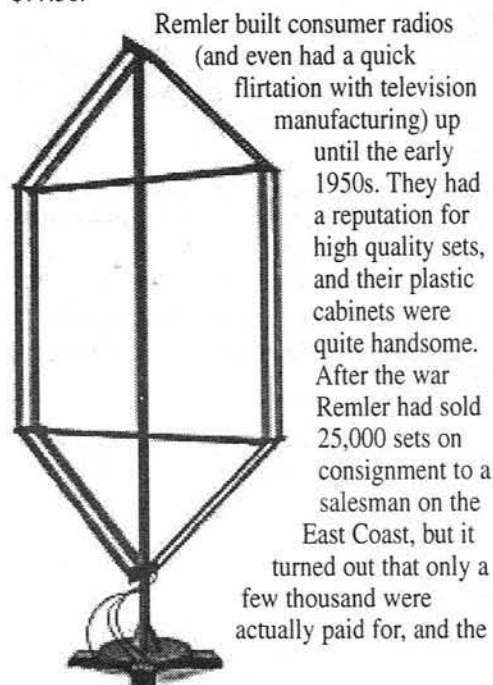 Remler built consumer radios
(and even had a quick
flirtation with television
manufacturing) up
until the early
1950s. They had
a reputation for
high quality sets,
and their plastic
cabinets were
quite handsome.
After the war
Remler had sold
25,000 sets on
consignment to a
salesman on the
East Coast, but it
turned out that only a
few thousand were
actually paid for, and the